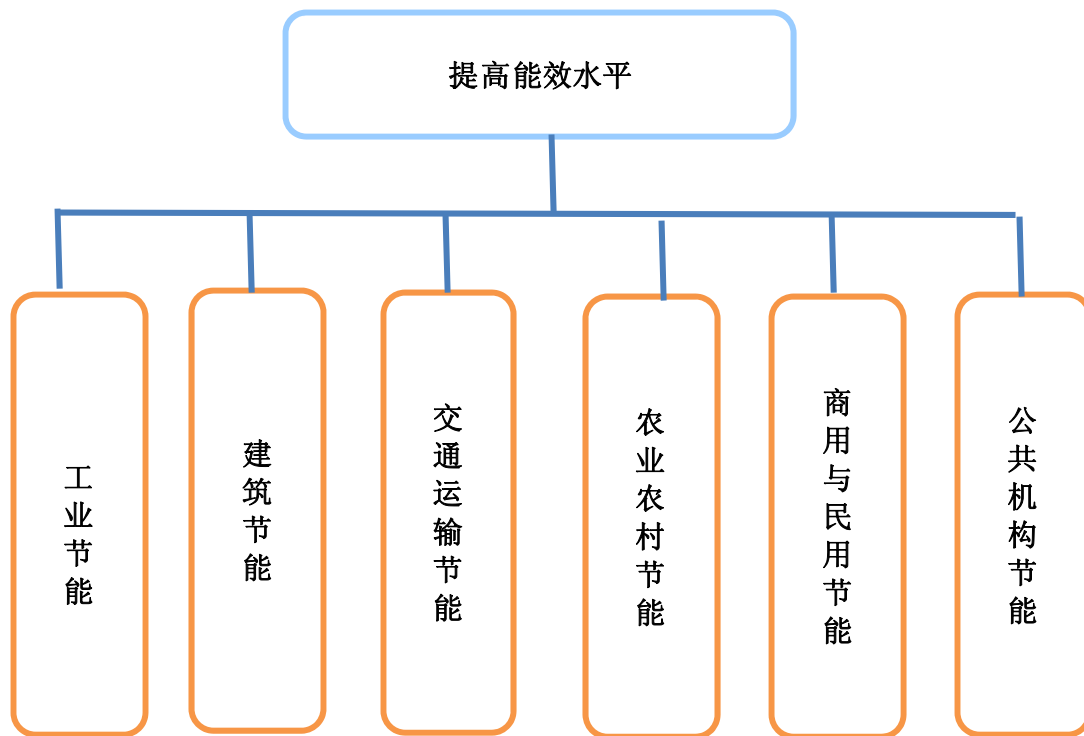 提高能效水平
工业节能
建筑节能
交通运输节能
农业农村节能
商用与民用节能
公共机构节能